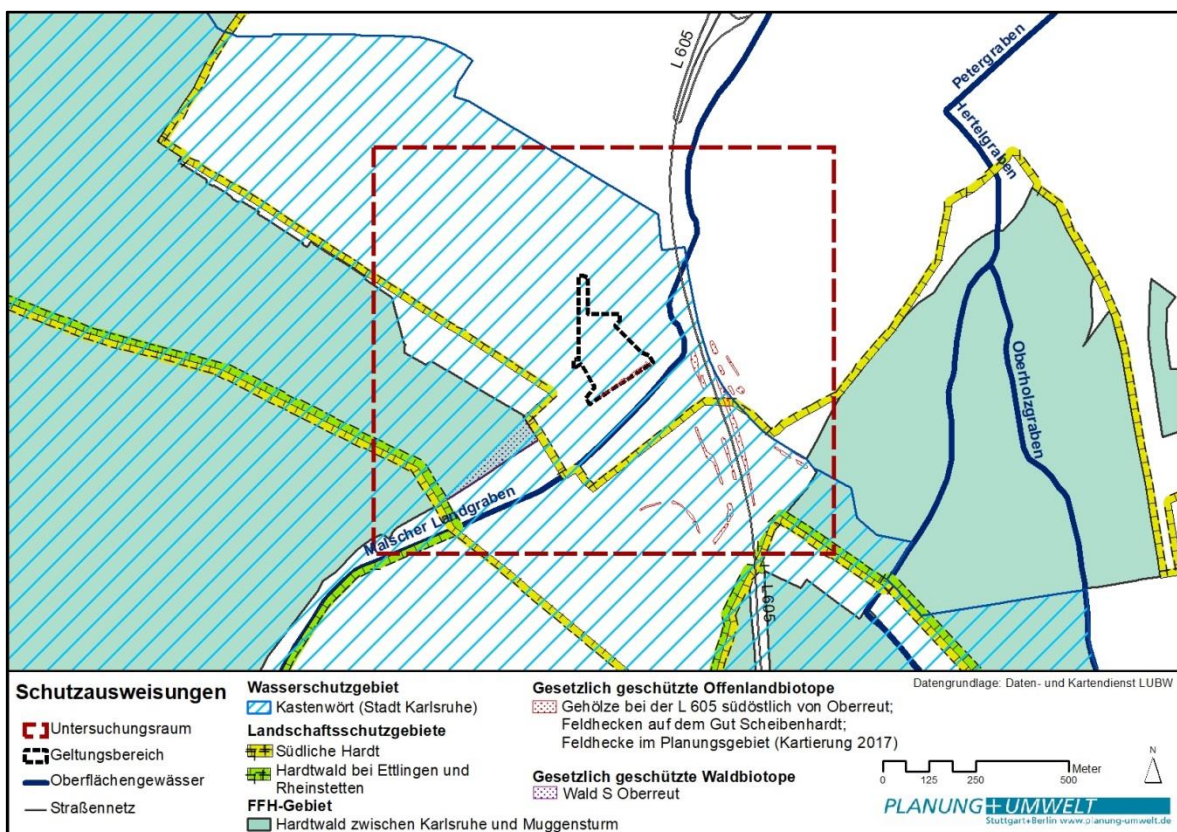 L 605
Petergraben
Hertelgraben
Oberholzgraben
Malscher Landgraben
L 605
Schutzausweisungen
Untersuchungsraum
Geltungsbereich
Oberflächengewässer
Straßennetz
Wasserschutzgebiet
Kastenwört (Stadt Karlsruhe)
Landschaftsschutzgebiete
Südliche Hardt
Hardtwald bei Ettlingen und
Rheinstetten
FFH-Gebiet
Hardtwald zwischen Karlsruhe und Muggensturm
Gesetzlich geschützte Offenlandbiotope
Gehölze bei der L 605 südöstlich von Oberreut;
Feldhecken auf dem Gut Scheibenhardt;
Feldhecke im Planungsgebiet (Kartierung 2017)
Gesetzlich geschützte Waldbiotope
Wald S Oberreut
Datengrundlage: Daten- und Kartendienst LUBW
Meter
0 125 250 500
N
PLANUNG+UMWELT
Stuttgart+Berlin www.planung-umwelt.de